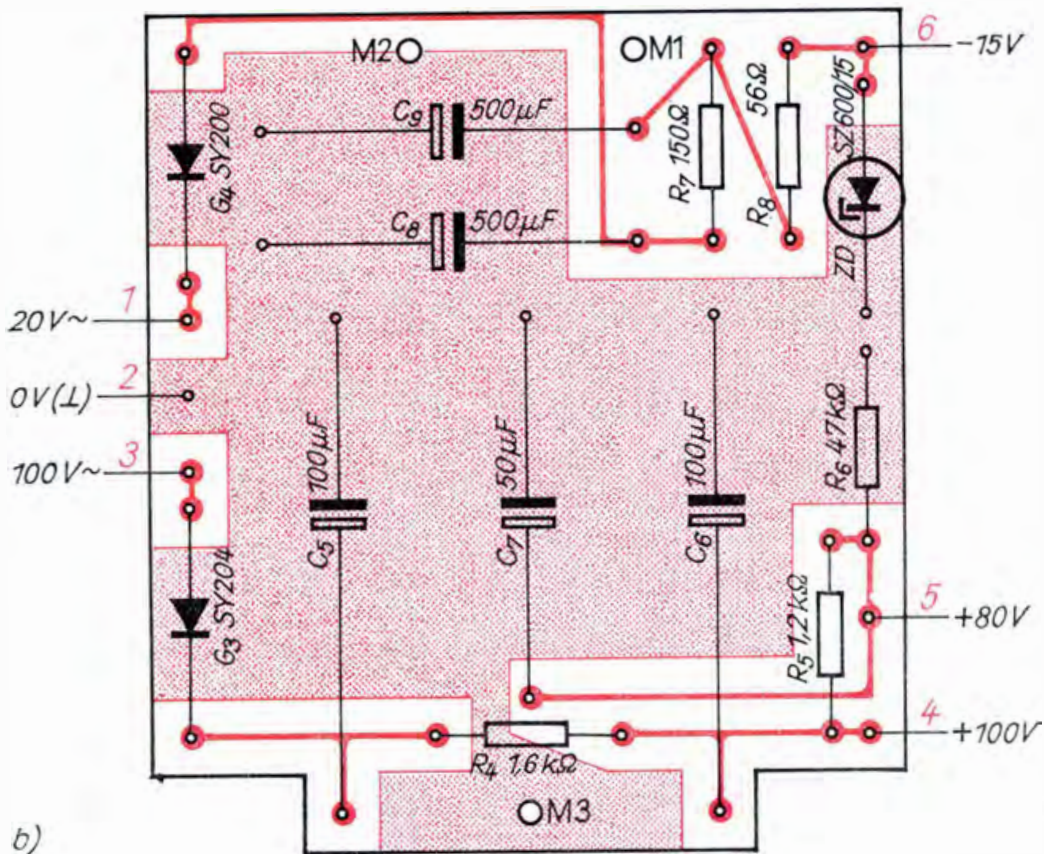 M2
M1
6
-15V
G4 SY200
C9
500µF
R7 150Ω
56Ω
R8
SZ600/15
ZD
C8
500µF
1
20V~
2
0V(⊥)
3
100V~
100µF
C5
50µF
C7
100µF
C6
R6 47kΩ
G3 SY204
R5 1,2kΩ
5
+80V
4
+100V
R4 1,6kΩ
M3
b)